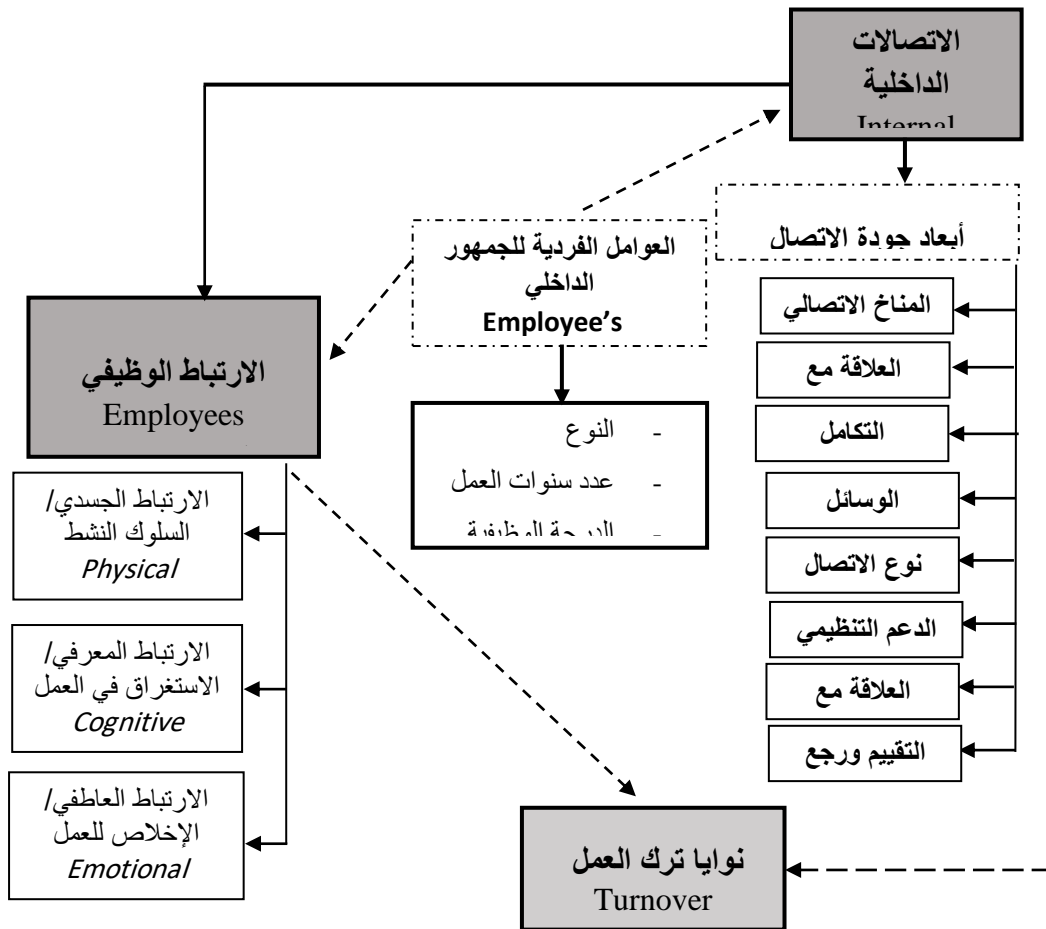 الاتصالات
الداخلية
Internal
أبعاد جودة الاتصال
العوامل الفردية للجمهور
الداخلي
Employee's
المناخ الاتصالي
العلاقة مع
التكامل
الوسائل
نوع الاتصال
الدعم التنظيمي
العلاقة مع
التقييم ورجع
الارتباط الوظيفي
Employees
- النوع
- عدد سنوات العمل
- الدرجة الوظيفية
الارتباط الجسدي/
السلوك النشط
Physical
الارتباط المعرفي/
الاستغراق في العمل
Cognitive
الارتباط العاطفي/
الإخلاص للعمل
Emotional
نوايا ترك العمل
Turnover